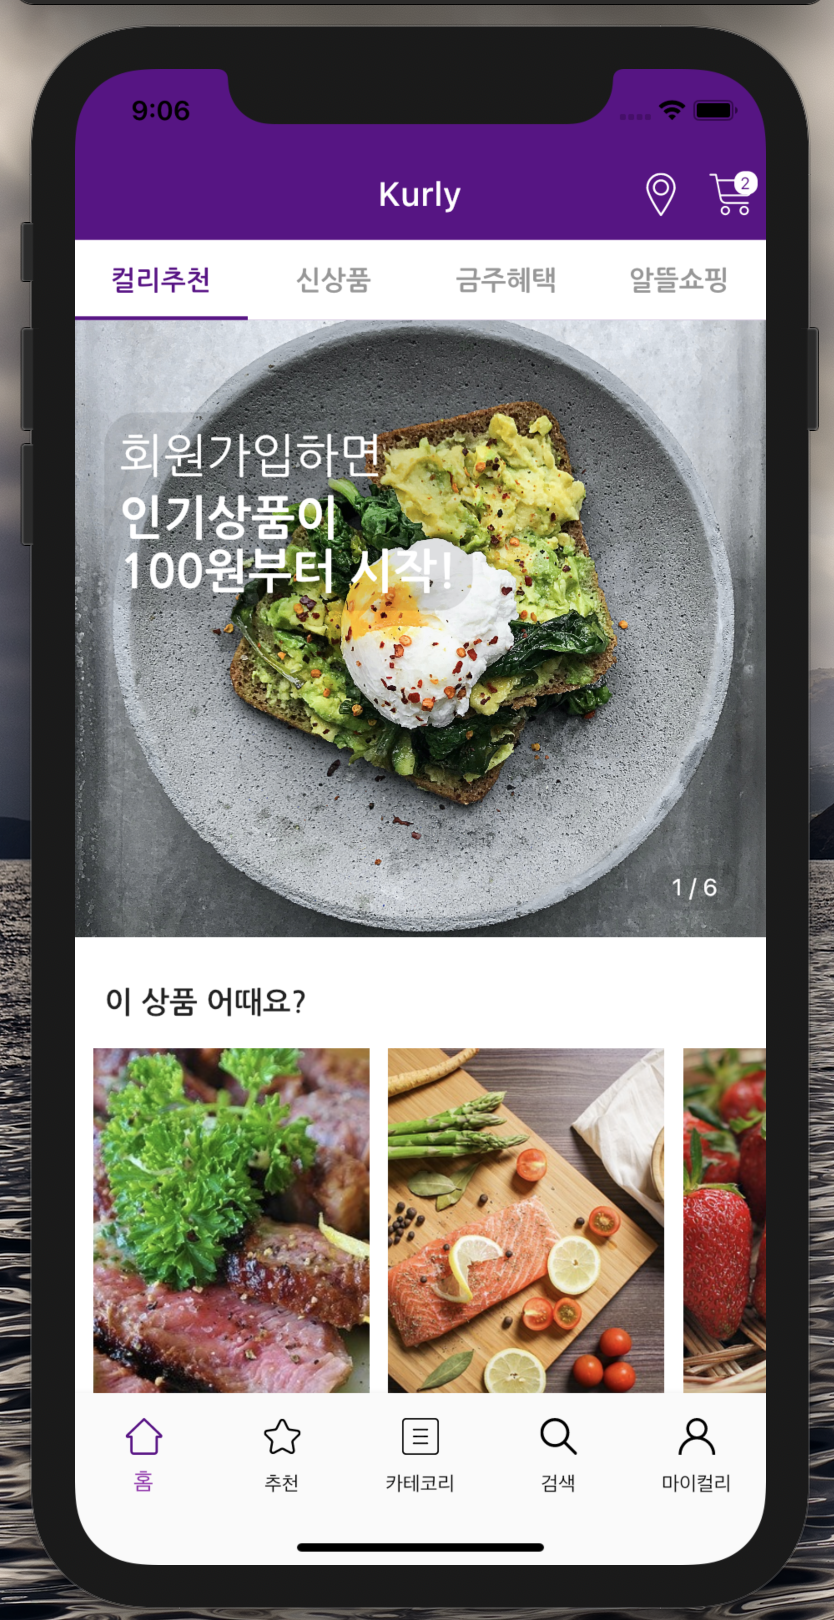 9:06
Kurly
2
컬리추천 신상품 금주혜택 알뜰쇼핑
회원가입하면
인기상품이
100원부터 시작!
1 / 6
이 상품 어때요?
홈 추천 카테코리 검색 마이컬리